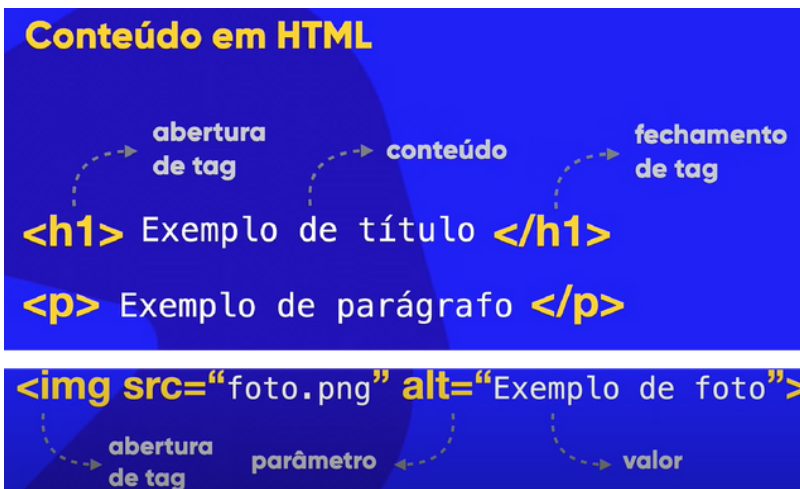 Conteúdo em HTML
abertura
de tag
conteúdo
fechamento
de tag
<h1> Exemplo de título </h1>
<p> Exemplo de parágrafo </p>
<img src=“foto.png” alt=“Exemplo de foto”>
abertura
de tag
parâmetro
valor